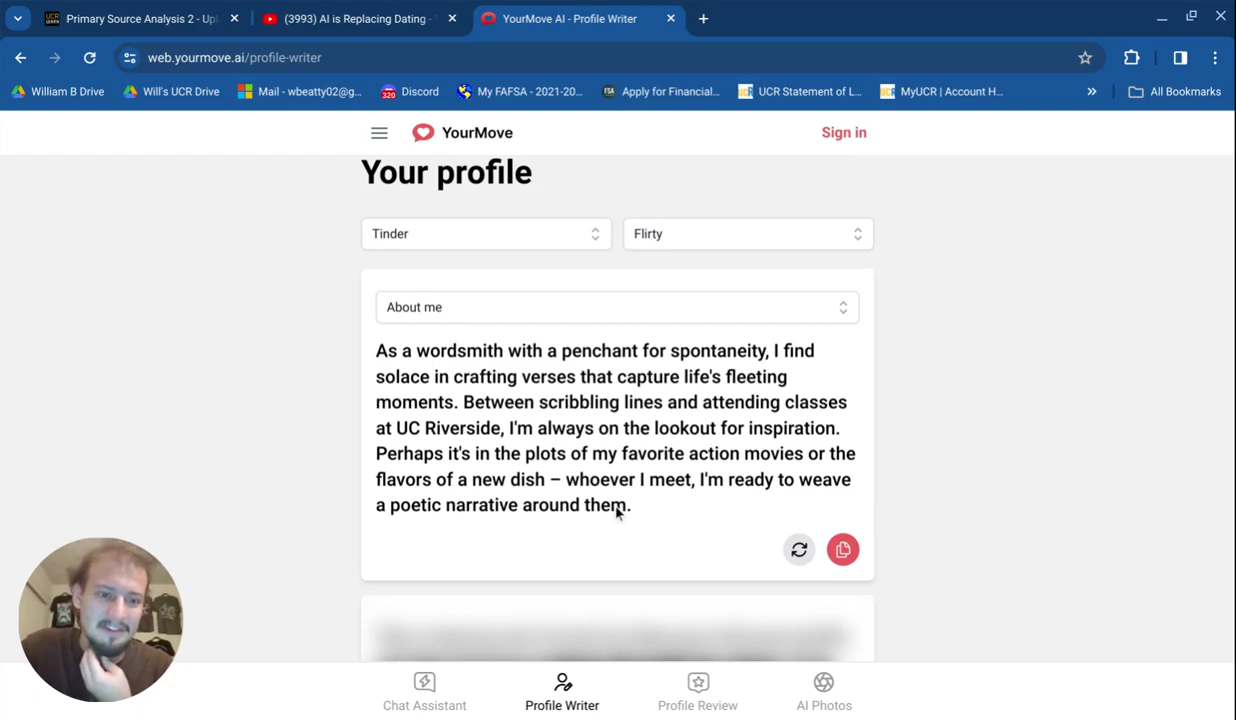 Primary Source Analysis 2 - Upl
(3993) AI is Replacing Dating -
YourMove AI - Profile Writer
web.yourmove.ai/profile-writer
William B Drive
Will's UCR Drive
Mail - wbeatty02@g...
320
Discord
My FAFSA - 2021-20...
FSA
Apply for Financial...
UCR Statement of L...
MyUCR | Account H...
All Bookmarks
YourMove
Sign in
Your profile
Tinder
Flirty
About me
As a wordsmith with a penchant for spontaneity, I find
solace in crafting verses that capture life's fleeting
moments. Between scribbling lines and attending classes
at UC Riverside, I'm always on the lookout for inspiration.
Perhaps it's in the plots of my favorite action movies or the
flavors of a new dish – whoever I meet, I'm ready to weave
a poetic narrative around them.
Chat Assistant
Profile Writer
Profile Review
AI Photos